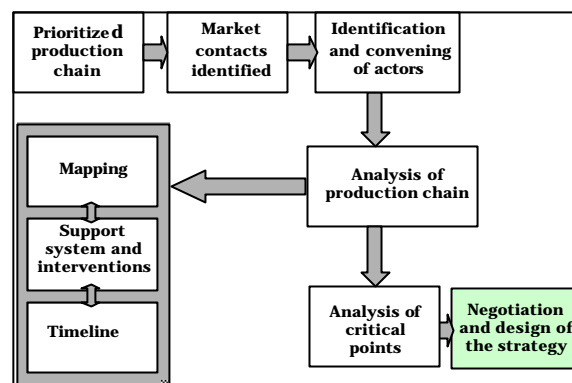 Prioritized
production
chain
Market
contacts
identified
Identification
and convening
of actors
Analysis of
production chain
Mapping
Support
system and
interventions
Timeline
Analysis of
critical
points
Negotiation
and design of
the strategy